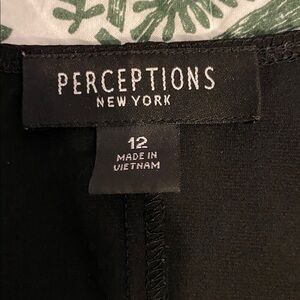 PERCEPTIONS
NEW YORK
12
MADE IN
VIETNAM